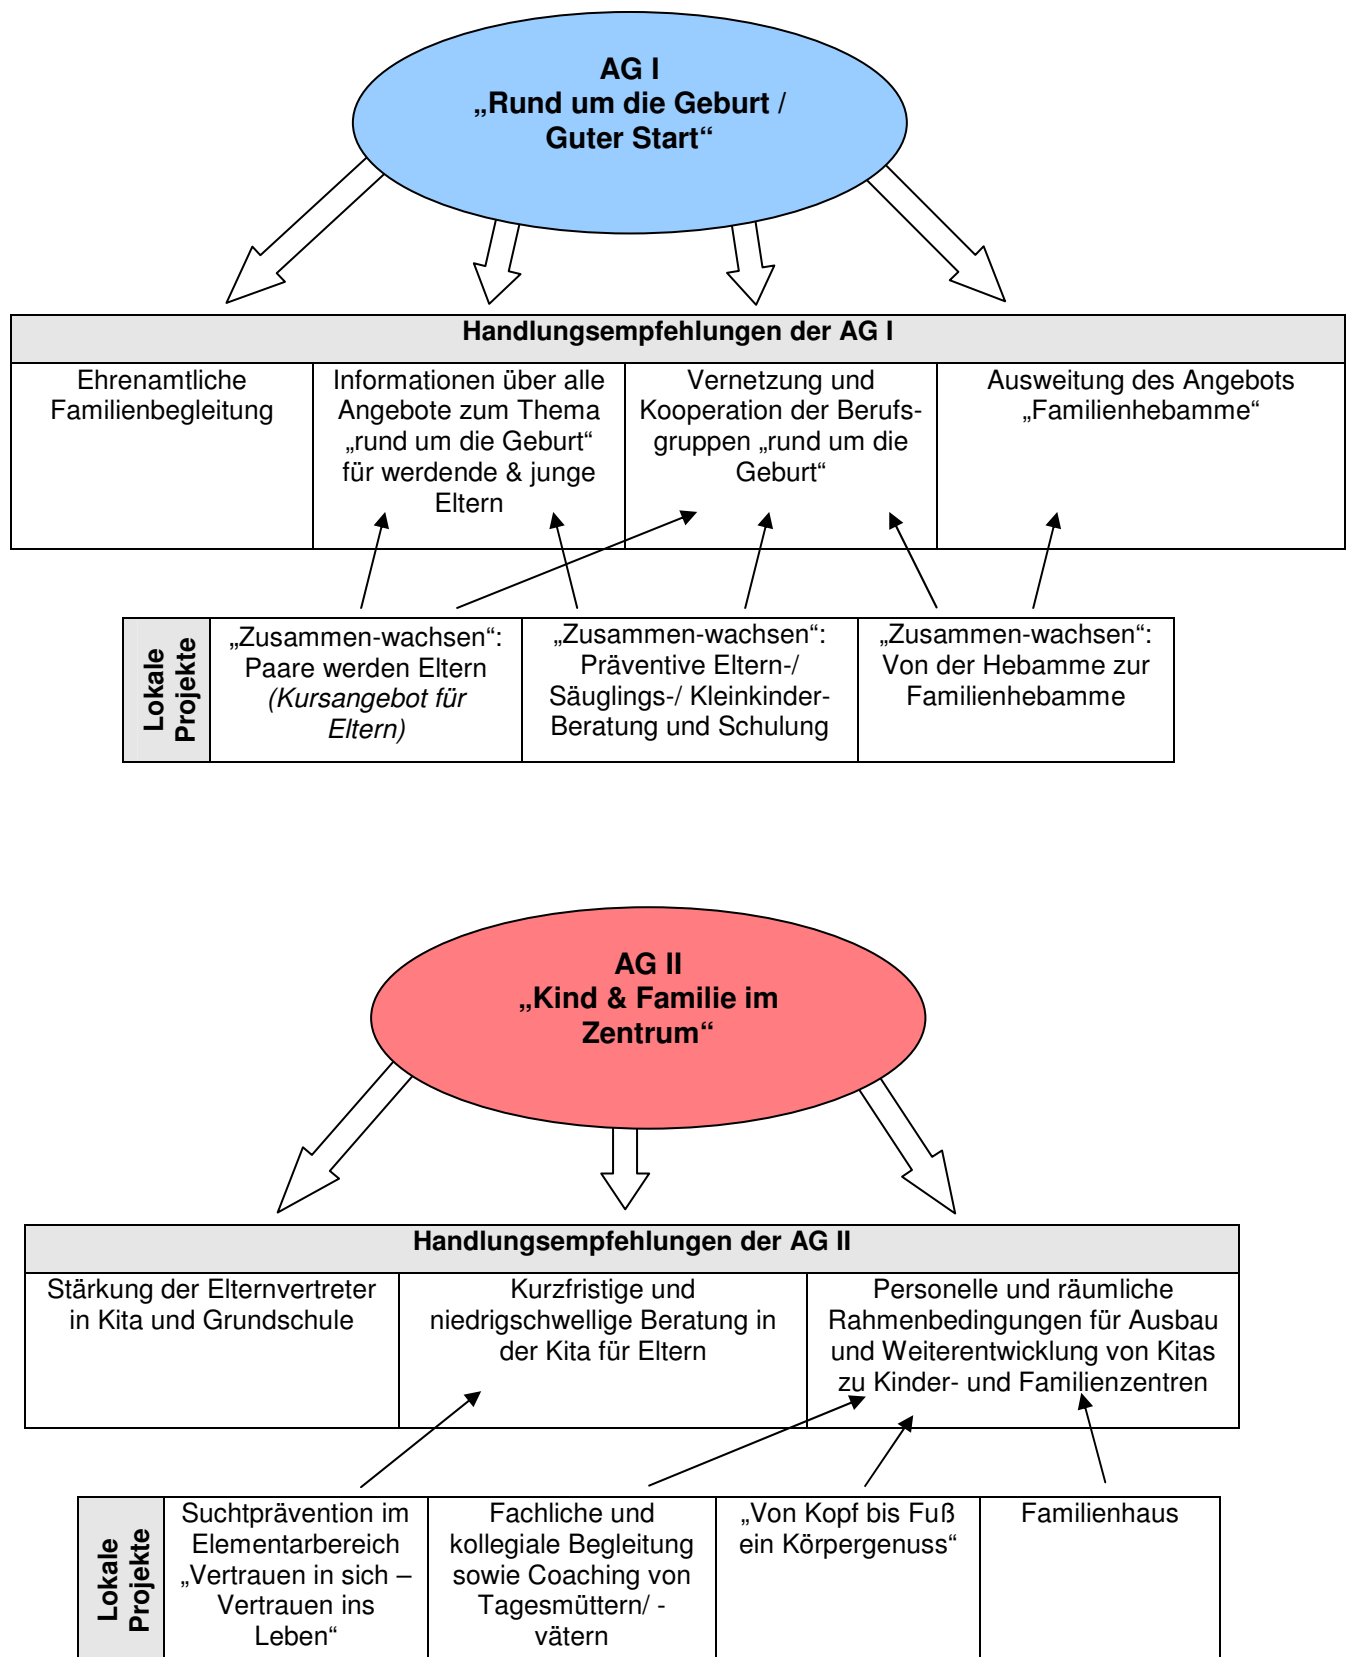 AG I
„Rund um die Geburt /
Guter Start“
Handlungsempfehlungen der AG I
Ehrenamtliche
Familienbegleitung
Informationen über alle
Angebote zum Thema
„rund um die Geburt“
für werdende & junge
Eltern
Vernetzung und
Kooperation der Berufs-
gruppen „rund um die
Geburt“
Ausweitung des Angebots
„Familienhebamme“
Lokale
Projekte
„Zusammen-wachsen“:
Paare werden Eltern
(Kursangebot für
Eltern)
„Zusammen-wachsen“:
Präventive Eltern-/
Säuglings-/ Kleinkinder-
Beratung und Schulung
„Zusammen-wachsen“:
Von der Hebamme zur
Familienhebamme
AG II
„Kind & Familie im
Zentrum“
Handlungsempfehlungen der AG II
Stärkung der Elternvertreter
in Kita und Grundschule
Kurzfristige und
niedrigschwellige Beratung in
der Kita für Eltern
Personelle und räumliche
Rahmenbedingungen für Ausbau
und Weiterentwicklung von Kitas
zu Kinder- und Familienzentren
Lokale
Projekte
Suchtprävention im
Elementarbereich
„Vertrauen in sich –
Vertrauen ins
Leben“
Fachliche und
kollegiale Begleitung
sowie Coaching von
Tagesmüttern/ -
vätern
„Von Kopf bis Fuß
ein Körpergenuss“
Familienhaus